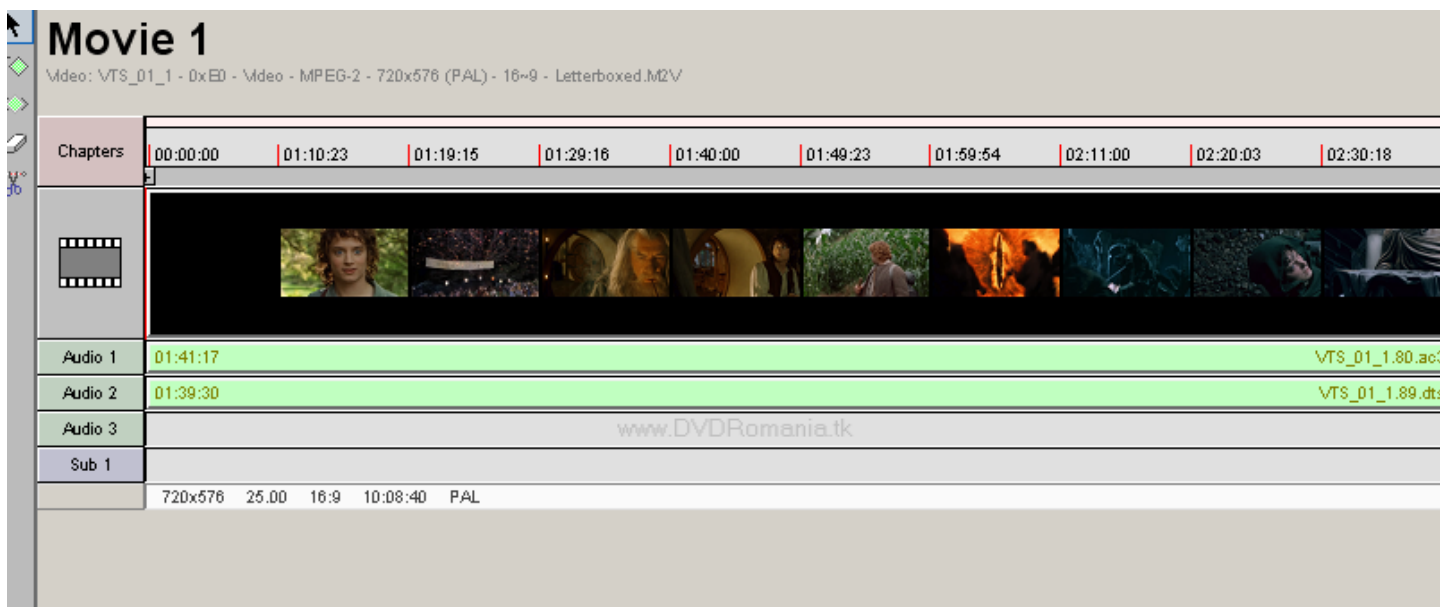 Movie 1
Video: VTS_01_1 - 0xE0 - Video - MPEG-2 - 720x576 (PAL) - 16~9 - Letterboxed.M2V
Chapters 00:00:00 01:10:23 01:19:15 01:29:16 01:40:00 01:49:23 01:59:54 02:11:00 02:20:03 02:30:18
Audio 1 01:41:17 VTS_01_1.80.ac3
Audio 2 01:39:30 VTS_01_1.89.dts
Audio 3 www.DVDRomania.tk
Sub 1
720x576 25.00 16:9 10:08:40 PAL